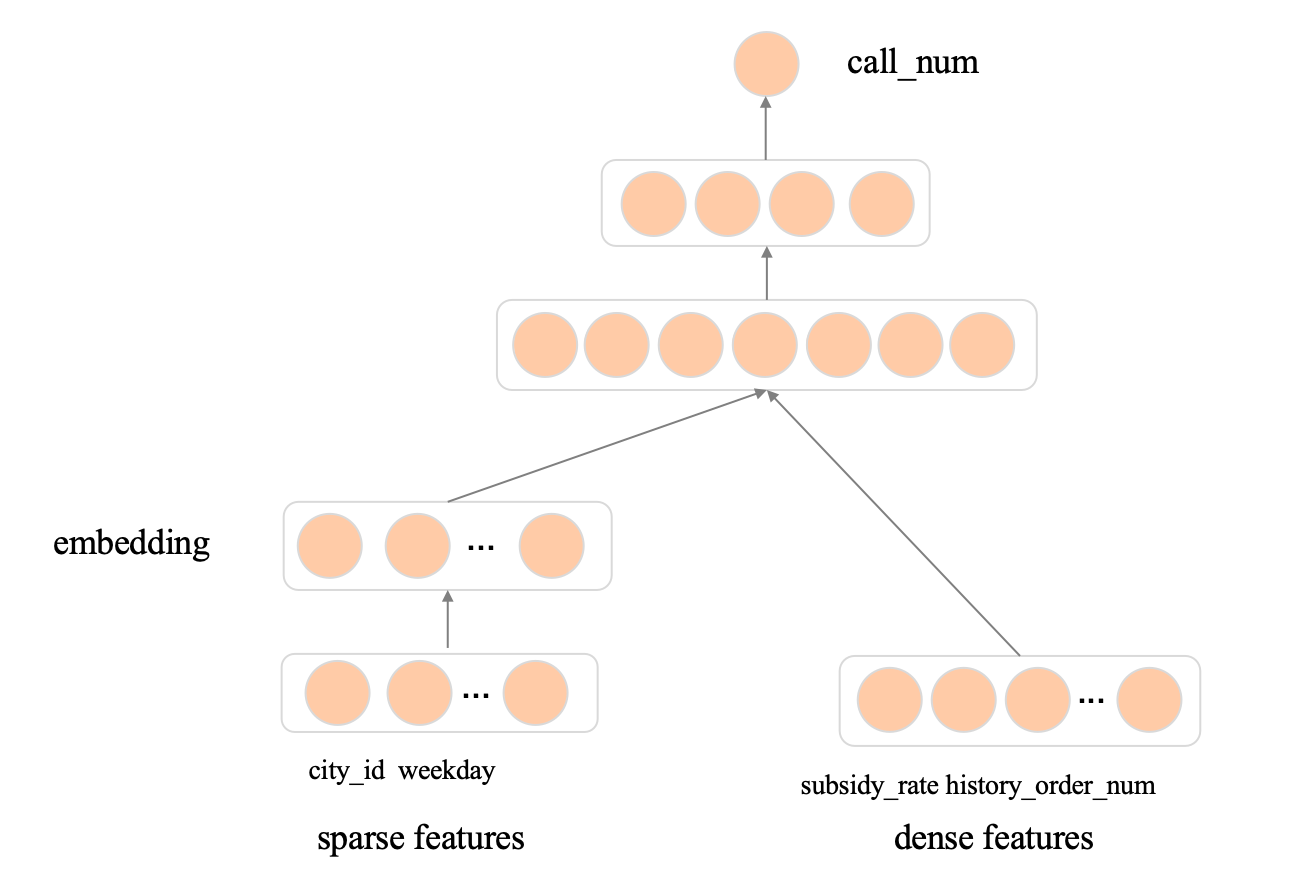 call_num
embedding
...
...
...
city_id weekday
subsidy_rate history_order_num
sparse features
dense features